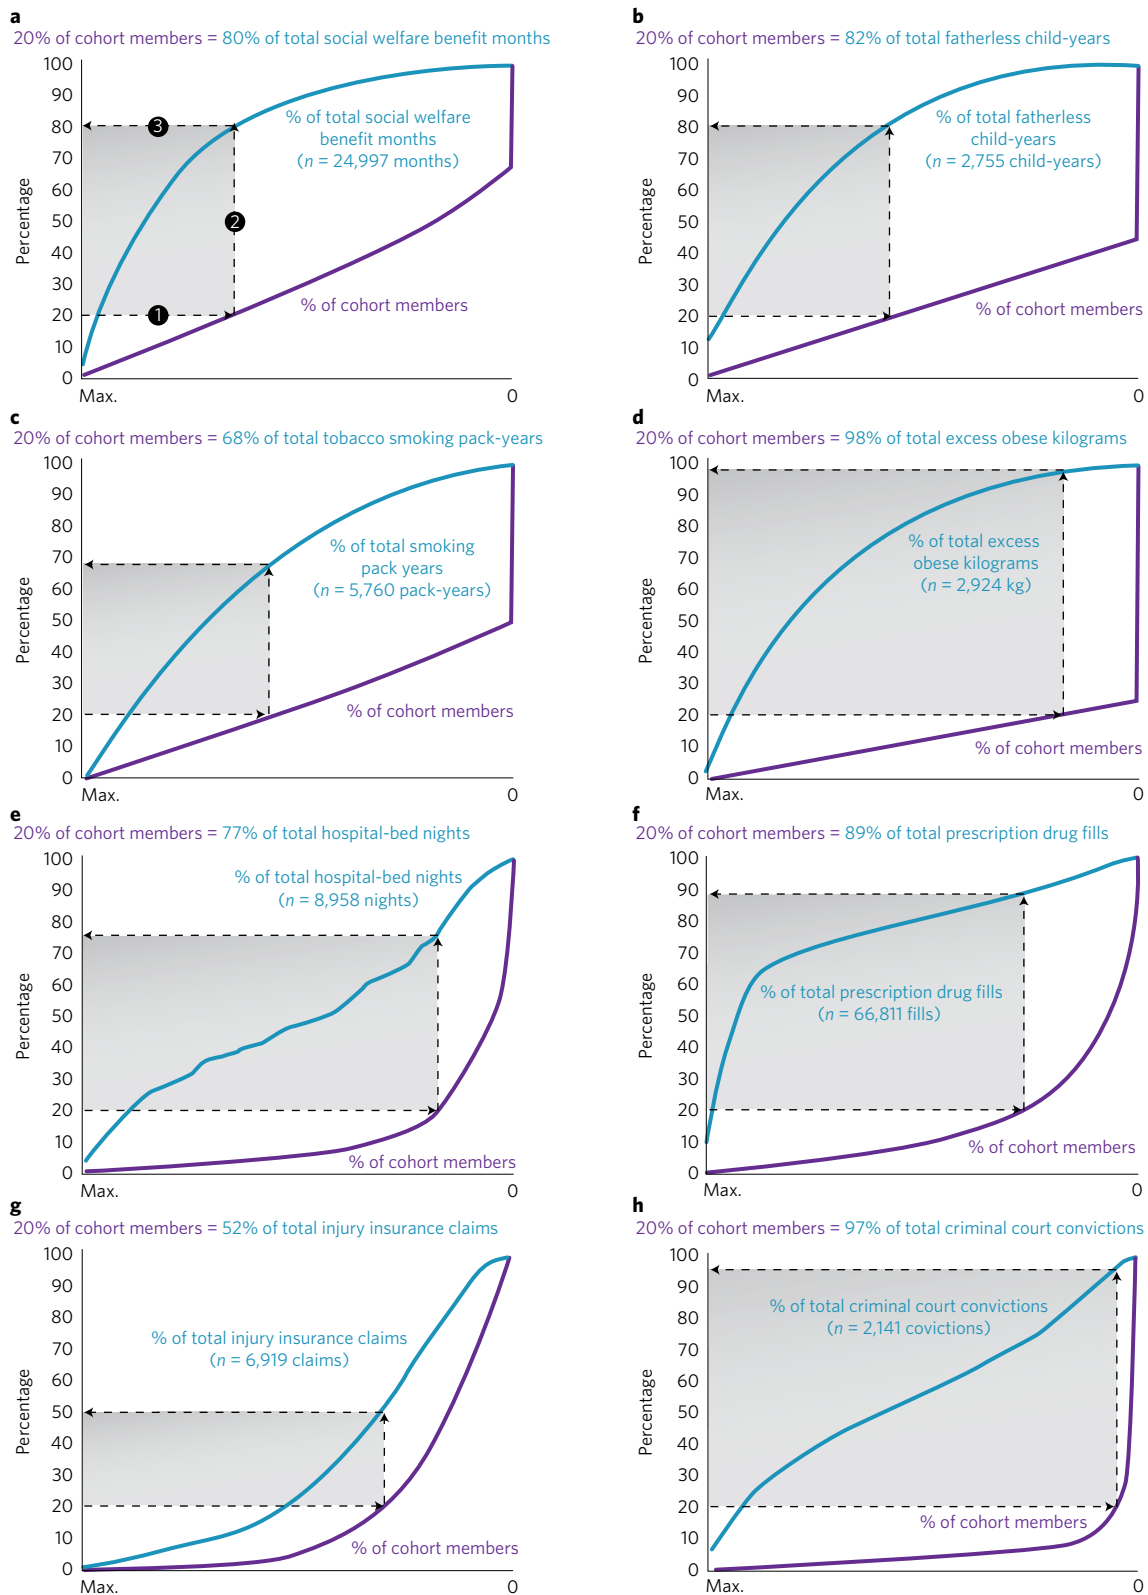 a
20% of cohort members = 80% of total social welfare benefit months
100
90
80
70
60
50
40
30
20
10
0
Percentage
3
2
1
% of total social welfare
benefit months
(n = 24,997 months)
% of cohort members
Max.
0
b
20% of cohort members = 82% of total fatherless child-years
100
90
80
70
60
50
40
30
20
10
0
Percentage
% of total fatherless
child-years
(n = 2,755 child-years)
% of cohort members
Max.
0
c
20% of cohort members = 68% of total tobacco smoking pack-years
100
90
80
70
60
50
40
30
20
10
0
Percentage
% of total smoking
pack years
(n = 5,760 pack-years)
% of cohort members
Max.
0
d
20% of cohort members = 98% of total excess obese kilograms
100
90
80
70
60
50
40
30
20
10
0
Percentage
% of total excess
obese kilograms
(n = 2,924 kg)
% of cohort members
Max.
0
e
20% of cohort members = 77% of total hospital-bed nights
100
90
80
70
60
50
40
30
20
10
0
Percentage
% of total hospital-bed nights
(n = 8,958 nights)
% of cohort members
Max.
0
f
20% of cohort members = 89% of total prescription drug fills
100
90
80
70
60
50
40
30
20
10
0
Percentage
% of total prescription drug fills
(n = 66,811 fills)
% of cohort members
Max.
0
g
20% of cohort members = 52% of total injury insurance claims
100
90
80
70
60
50
40
30
20
10
0
Percentage
% of total injury insurance claims
(n = 6,919 claims)
% of cohort members
Max.
0
h
20% of cohort members = 97% of total criminal court convictions
100
90
80
70
60
50
40
30
20
10
0
Percentage
% of total criminal court convictions
(n = 2,141 covictions)
% of cohort members
Max.
0